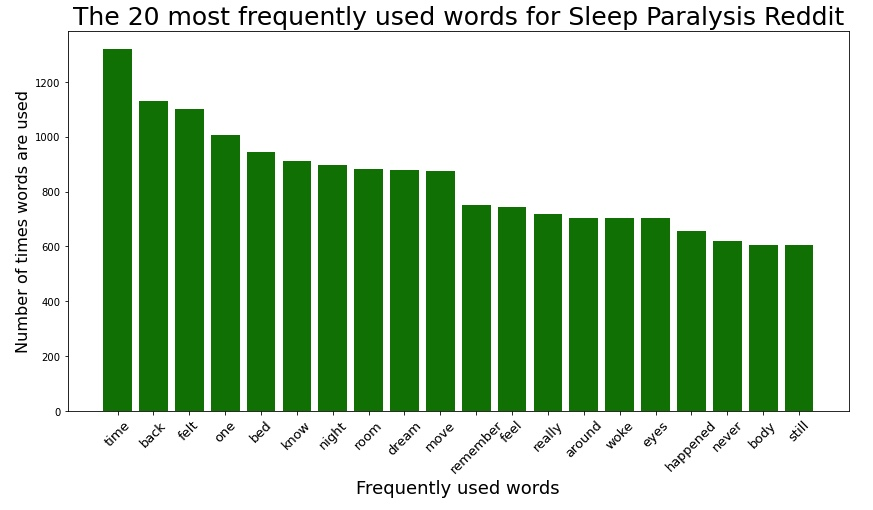 The 20 most frequently used words for Sleep Paralysis Reddit
Number of times words are used
1200
1000
800
600
400
200
0
time
back
felt
one
bed
know
night
room
dream
move
remember
feel
really
around
woke
eyes
happened
never
body
still
Frequently used words